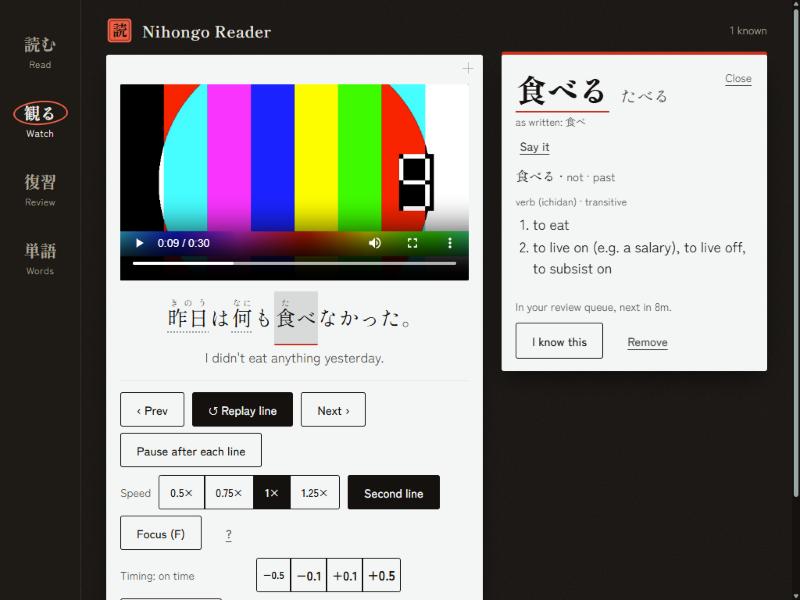 読む
Read
観る
Watch
復習
Review
単語
Words
読 Nihongo Reader
1 known
8
0:09 / 0:30
きのう なに た
昨日は何も食べなかった。
I didn't eat anything yesterday.
‹ Prev
↺ Replay line
Next ›
Pause after each line
Speed
0.5×
0.75×
1×
1.25×
Second line
Focus (F)
?
Timing: on time
−0.5
−0.1
+0.1
+0.5
食べる たべる
Close
as written: 食べ
Say it
食べる · not · past
verb (ichidan) · transitive
1. to eat
2. to live on (e.g. a salary), to live off,
to subsist on
In your review queue, next in 8m.
I know this
Remove